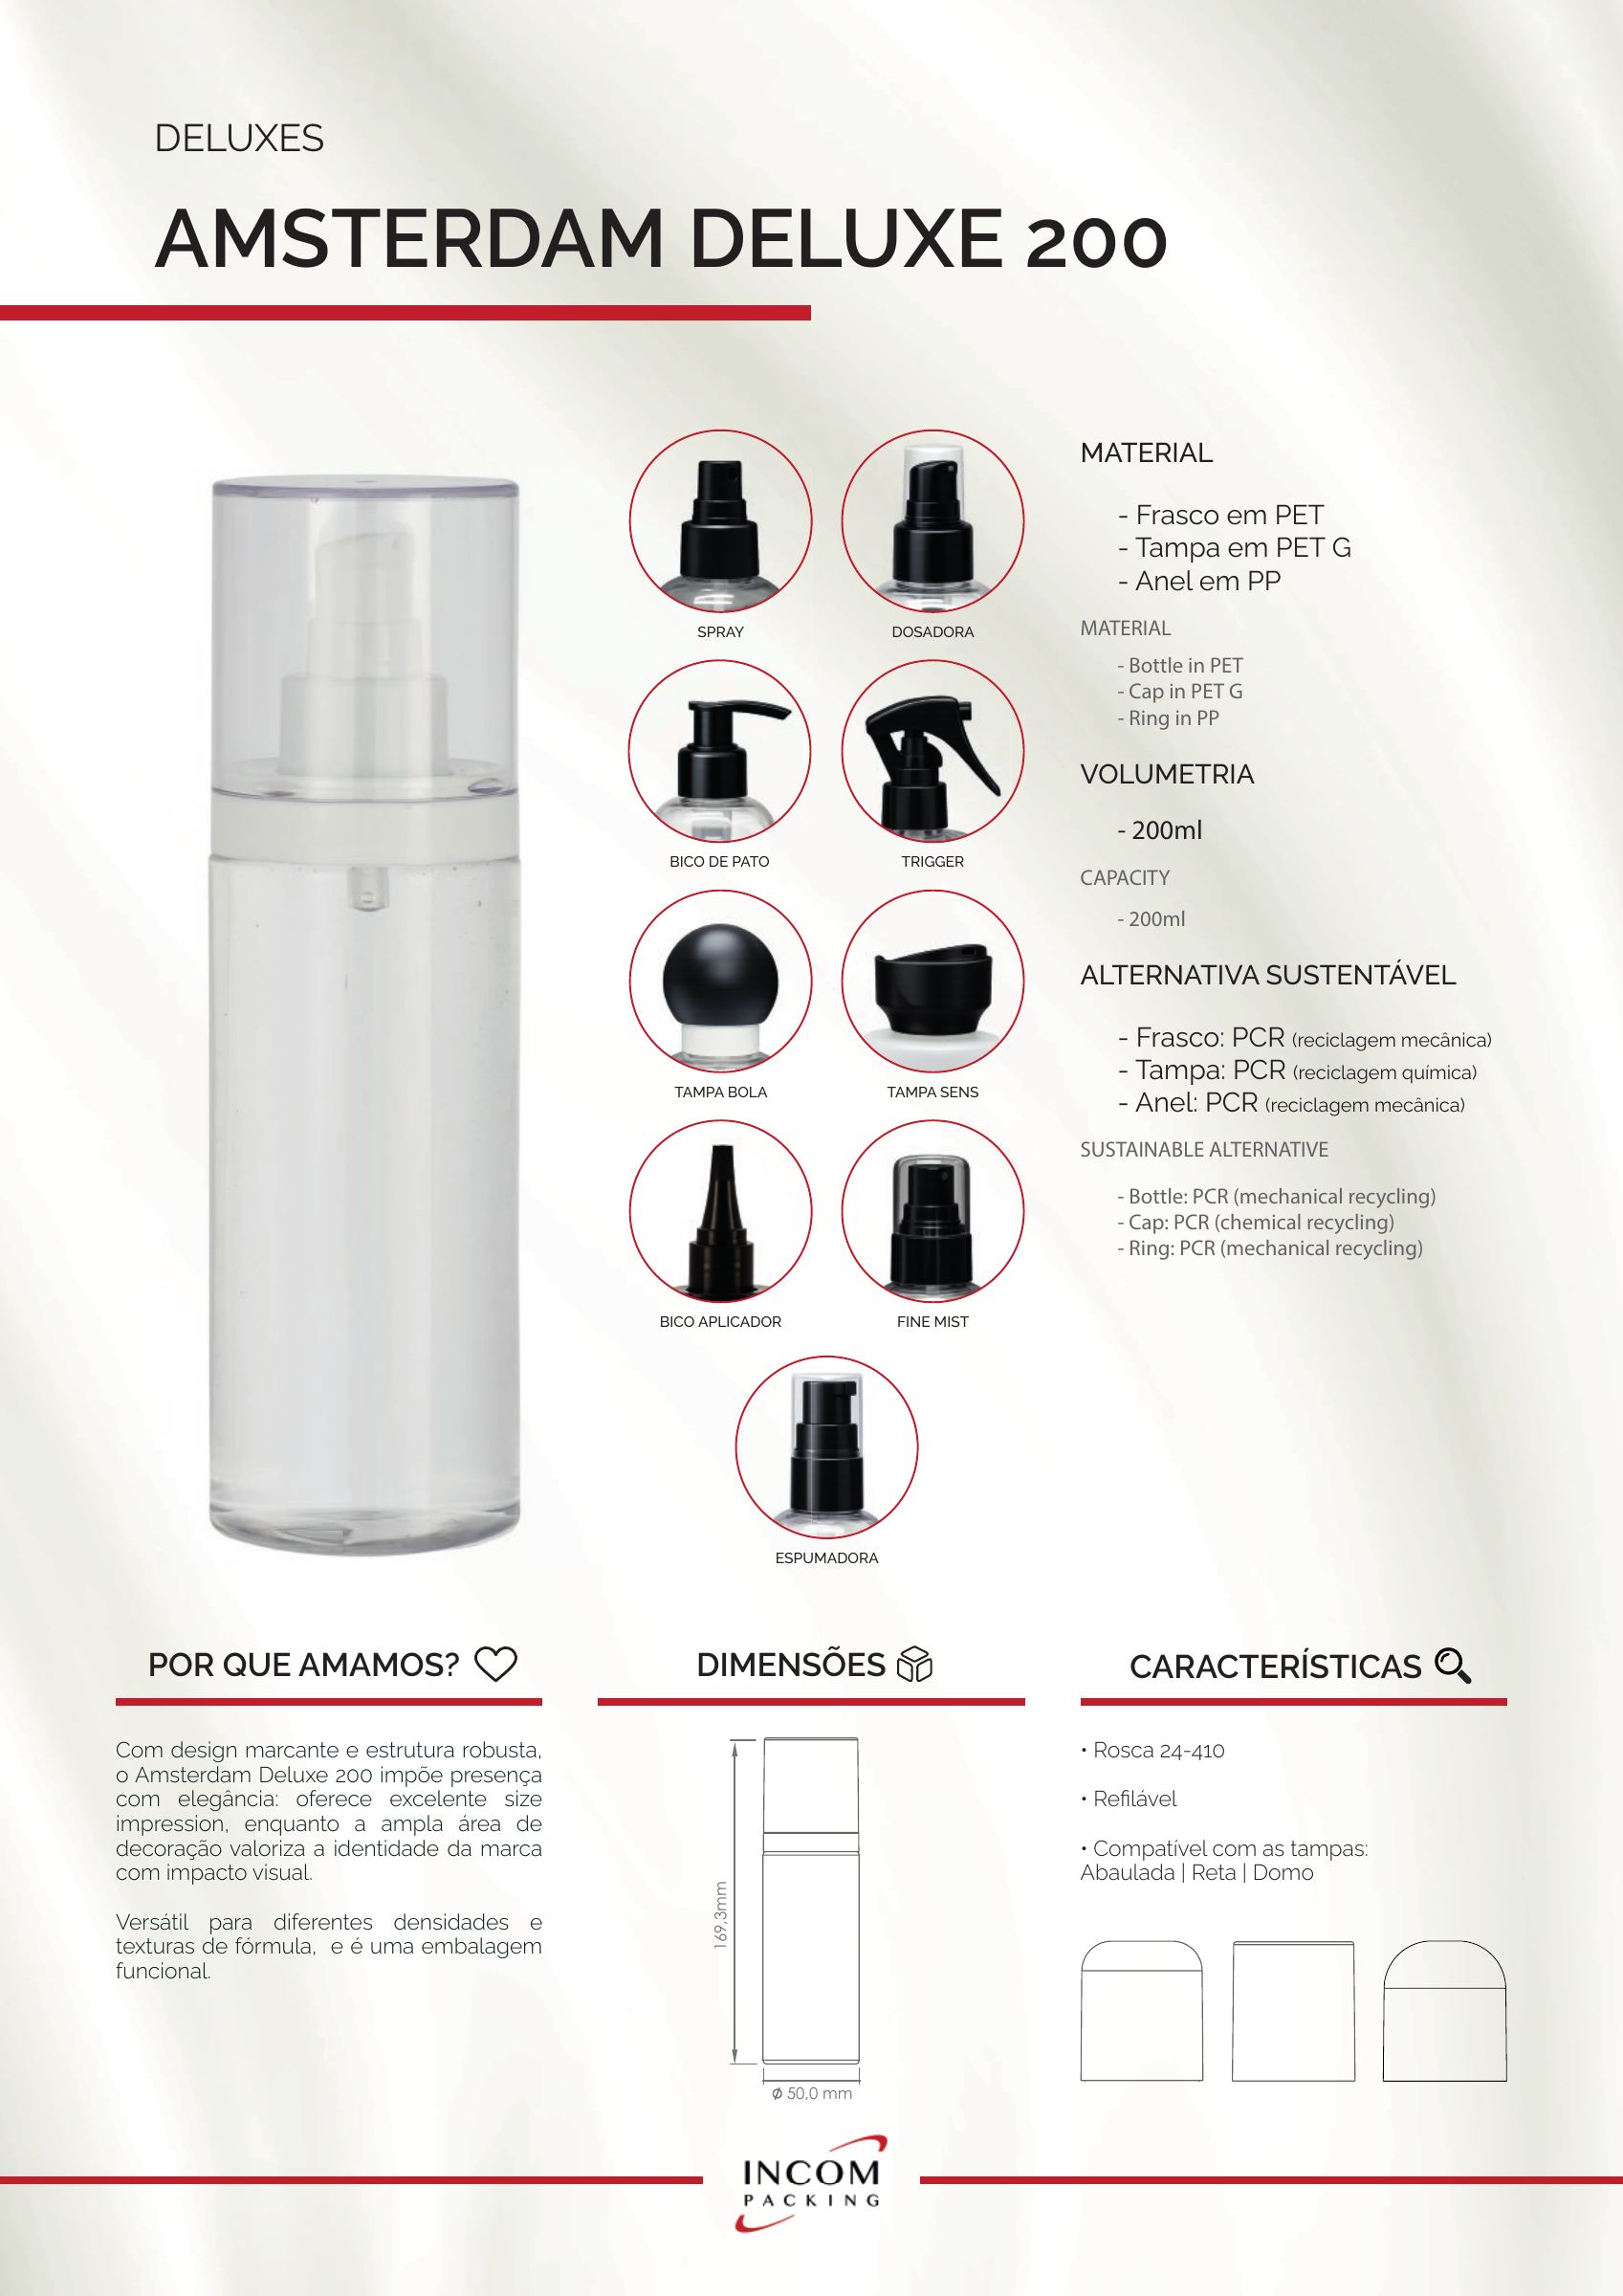 DELUXES
AMSTERDAM DELUXE 200
SPRAY
DOSADORA
BICO DE PATO
TRIGGER
TAMPA BOLA
TAMPA SENS
BICO APLICADOR
FINE MIST
ESPUMADORA
MATERIAL
- Frasco em PET
- Tampa em PET G
- Anel em PP
MATERIAL
- Bottle in PET
- Cap in PET G
- Ring in PP
VOLUMETRIA
- 200ml
CAPACITY
- 200ml
ALTERNATIVA SUSTENTÁVEL
- Frasco: PCR (reciclagem mecânica)
- Tampa: PCR (reciclagem química)
- Anel: PCR (reciclagem mecânica)
SUSTAINABLE ALTERNATIVE
- Bottle: PCR (mechanical recycling)
- Cap: PCR (chemical recycling)
- Ring: PCR (mechanical recycling)
POR QUE AMAMOS?
Com design marcante e estrutura robusta,
o Amsterdam Deluxe 200 impõe presença
com elegância: oferece excelente size
impression, enquanto a ampla área de
decoração valoriza a identidade da marca
com impacto visual.
Versátil para diferentes densidades e
texturas de fórmula, e é uma embalagem
funcional.
DIMENSÕES
169,3mm
Ø 50,0 mm
CARACTERÍSTICAS
• Rosca 24-410
• Refilável
• Compatível com as tampas:
Abaulada | Reta | Domo
INCOM
PACKING